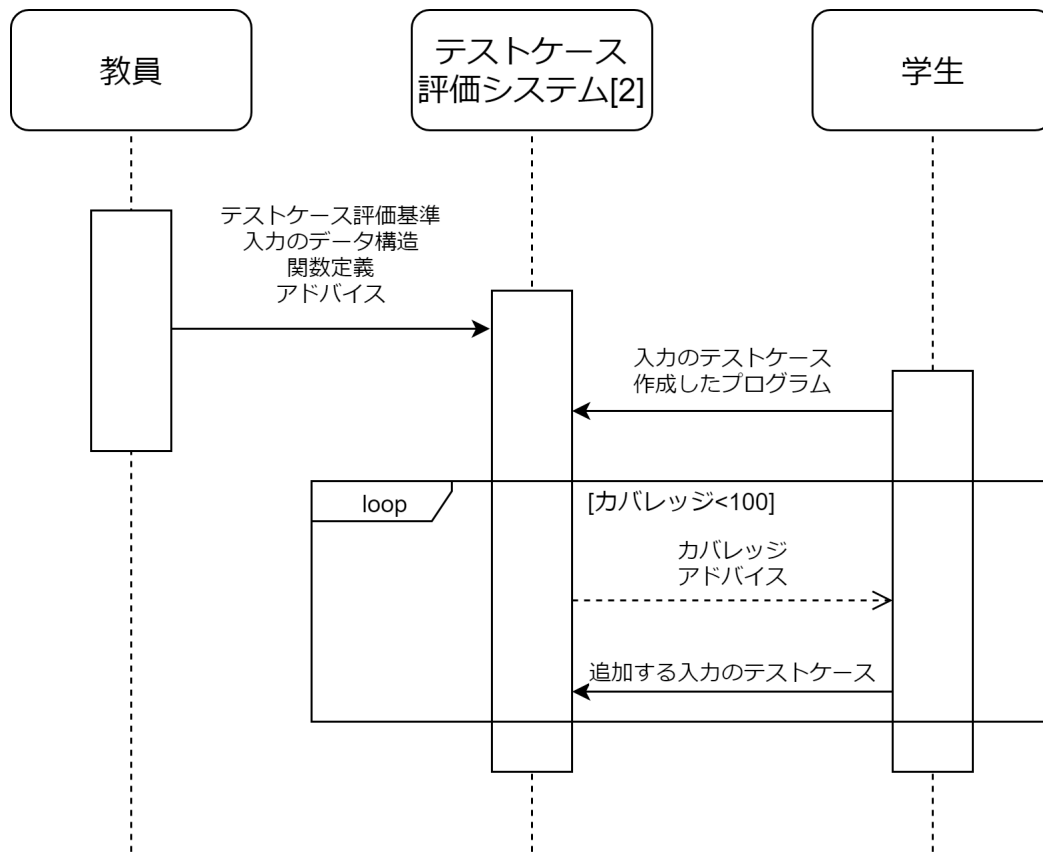 教員
テストケース
評価システム[2]
学生
テストケース評価基準
入力のデータ構造
関数定義
アドバイス
入力のテストケース
作成したプログラム
loop
[カバレッジ<100]
カバレッジ
アドバイス
追加する入力のテストケース